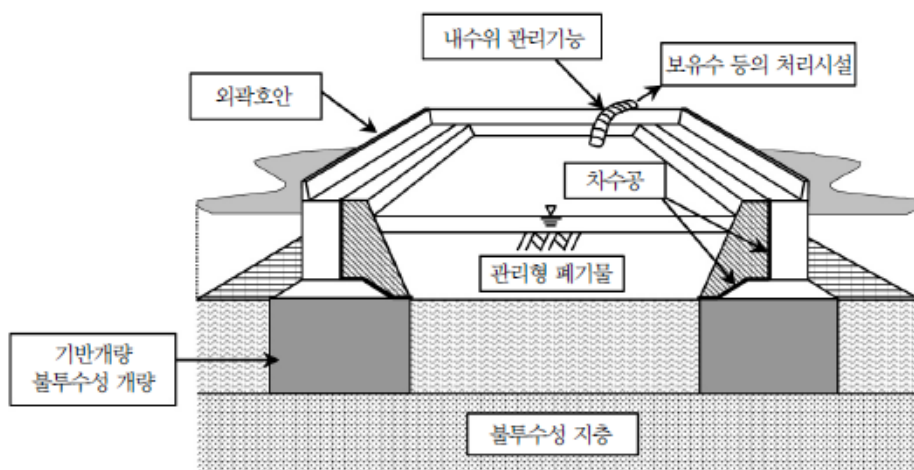 내수위 관리기능
보유수 등의 처리시설
외곽호안
차수공
관리형 폐기물
기반개량
불투수성 개량
불투수성 지층